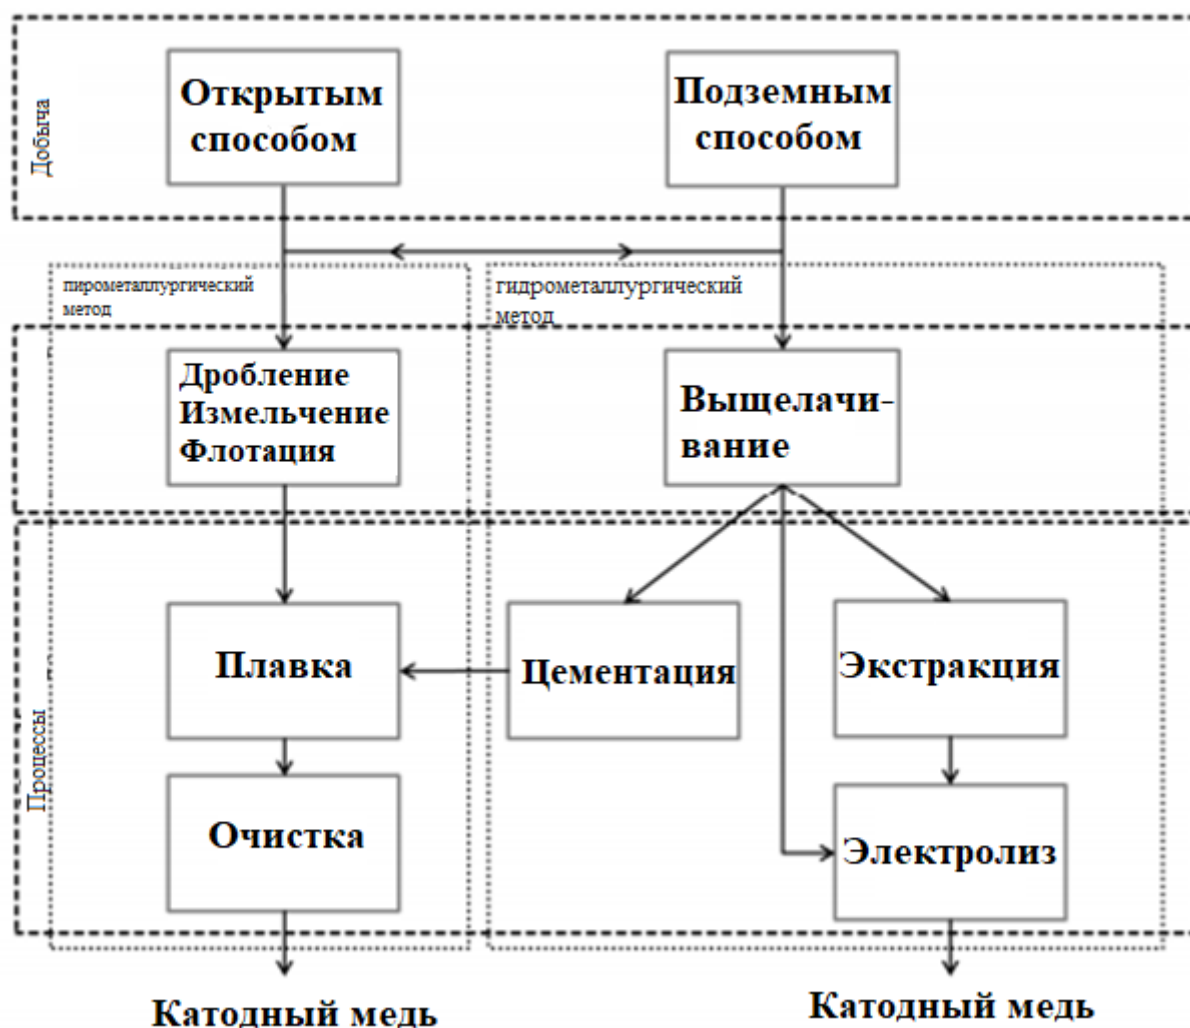 Открытым
способом
Подземным
способом
Добыча
пирометаллургический
метод
гидрометаллургический
метод
Дробление
Измельчение
Флотация
Выщелачи-
вание
Плавка
Цементация
Экстракция
Процессы
Очистка
Электролиз
Катодный медь
Катодный медь